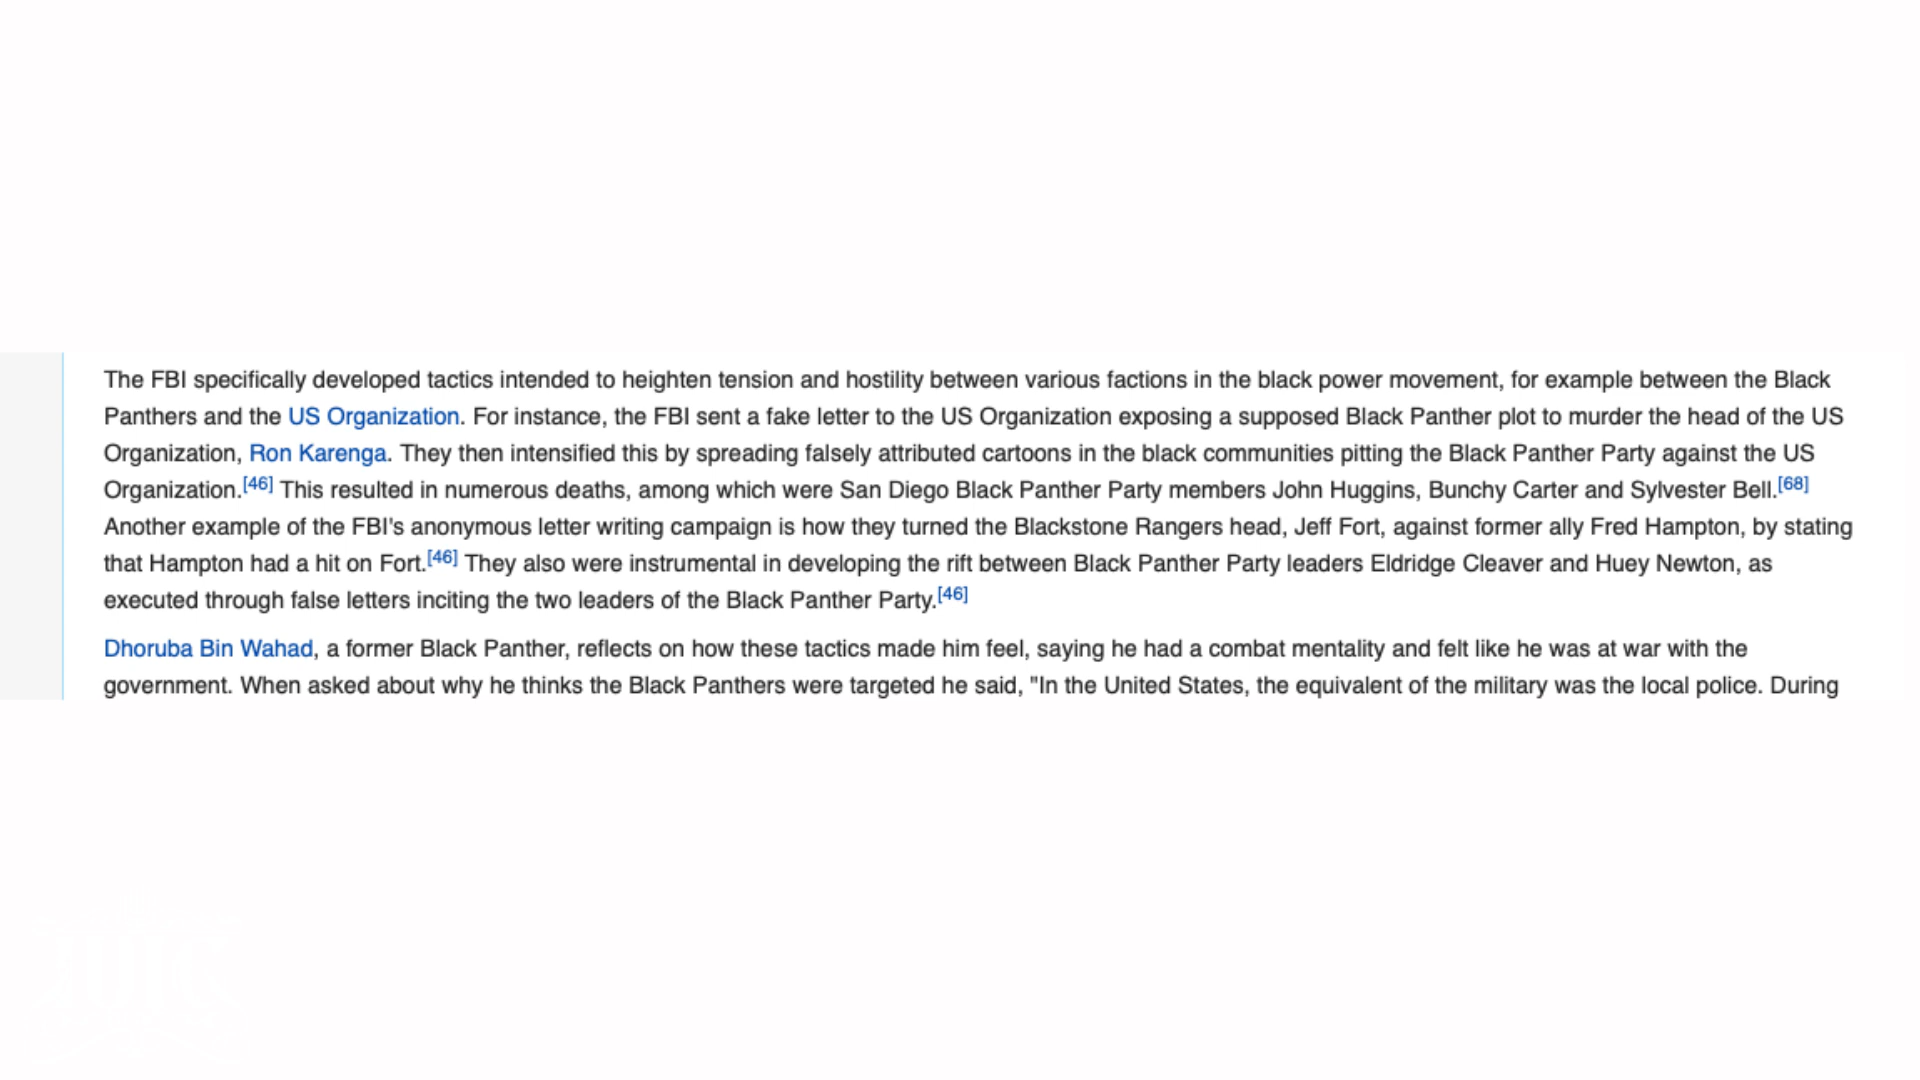 The FBI specifically developed tactics intended to heighten tension and hostility between various factions in the black power movement, for example between the Black
Panthers and the US Organization. For instance, the FBI sent a fake letter to the US Organization exposing a supposed Black Panther plot to murder the head of the US
Organization, Ron Karenga. They then intensified this by spreading falsely attributed cartoons in the black communities pitting the Black Panther Party against the US
Organization.[46] This resulted in numerous deaths, among which were San Diego Black Panther Party members John Huggins, Bunchy Carter and Sylvester Bell.[68]
Another example of the FBI's anonymous letter writing campaign is how they turned the Blackstone Rangers head, Jeff Fort, against former ally Fred Hampton, by stating
that Hampton had a hit on Fort.[46] They also were instrumental in developing the rift between Black Panther Party leaders Eldridge Cleaver and Huey Newton, as
executed through false letters inciting the two leaders of the Black Panther Party.[46]
Dhoruba Bin Wahad, a former Black Panther, reflects on how these tactics made him feel, saying he had a combat mentality and felt like he was at war with the
government. When asked about why he thinks the Black Panthers were targeted he said, "In the United States, the equivalent of the military was the local police. During